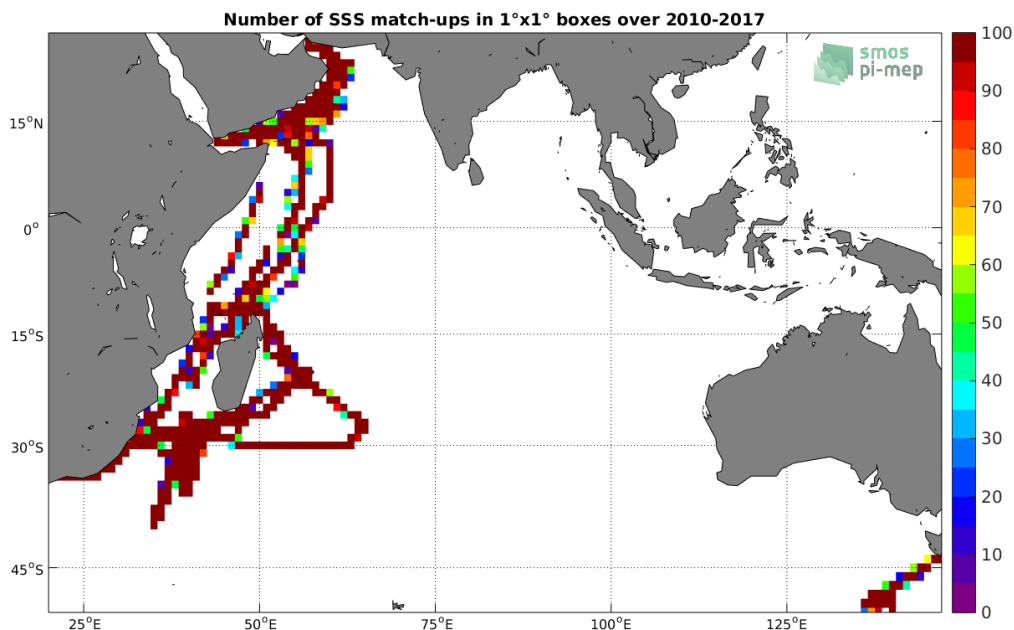 Number of SSS match-ups in 1°x1° boxes over 2010-2017
smos
pi-mep
15°N
0°
15°S
30°S
45°S
25°E
50°E
75°E
100°E
125°E
100
90
80
70
60
50
40
30
20
10
0